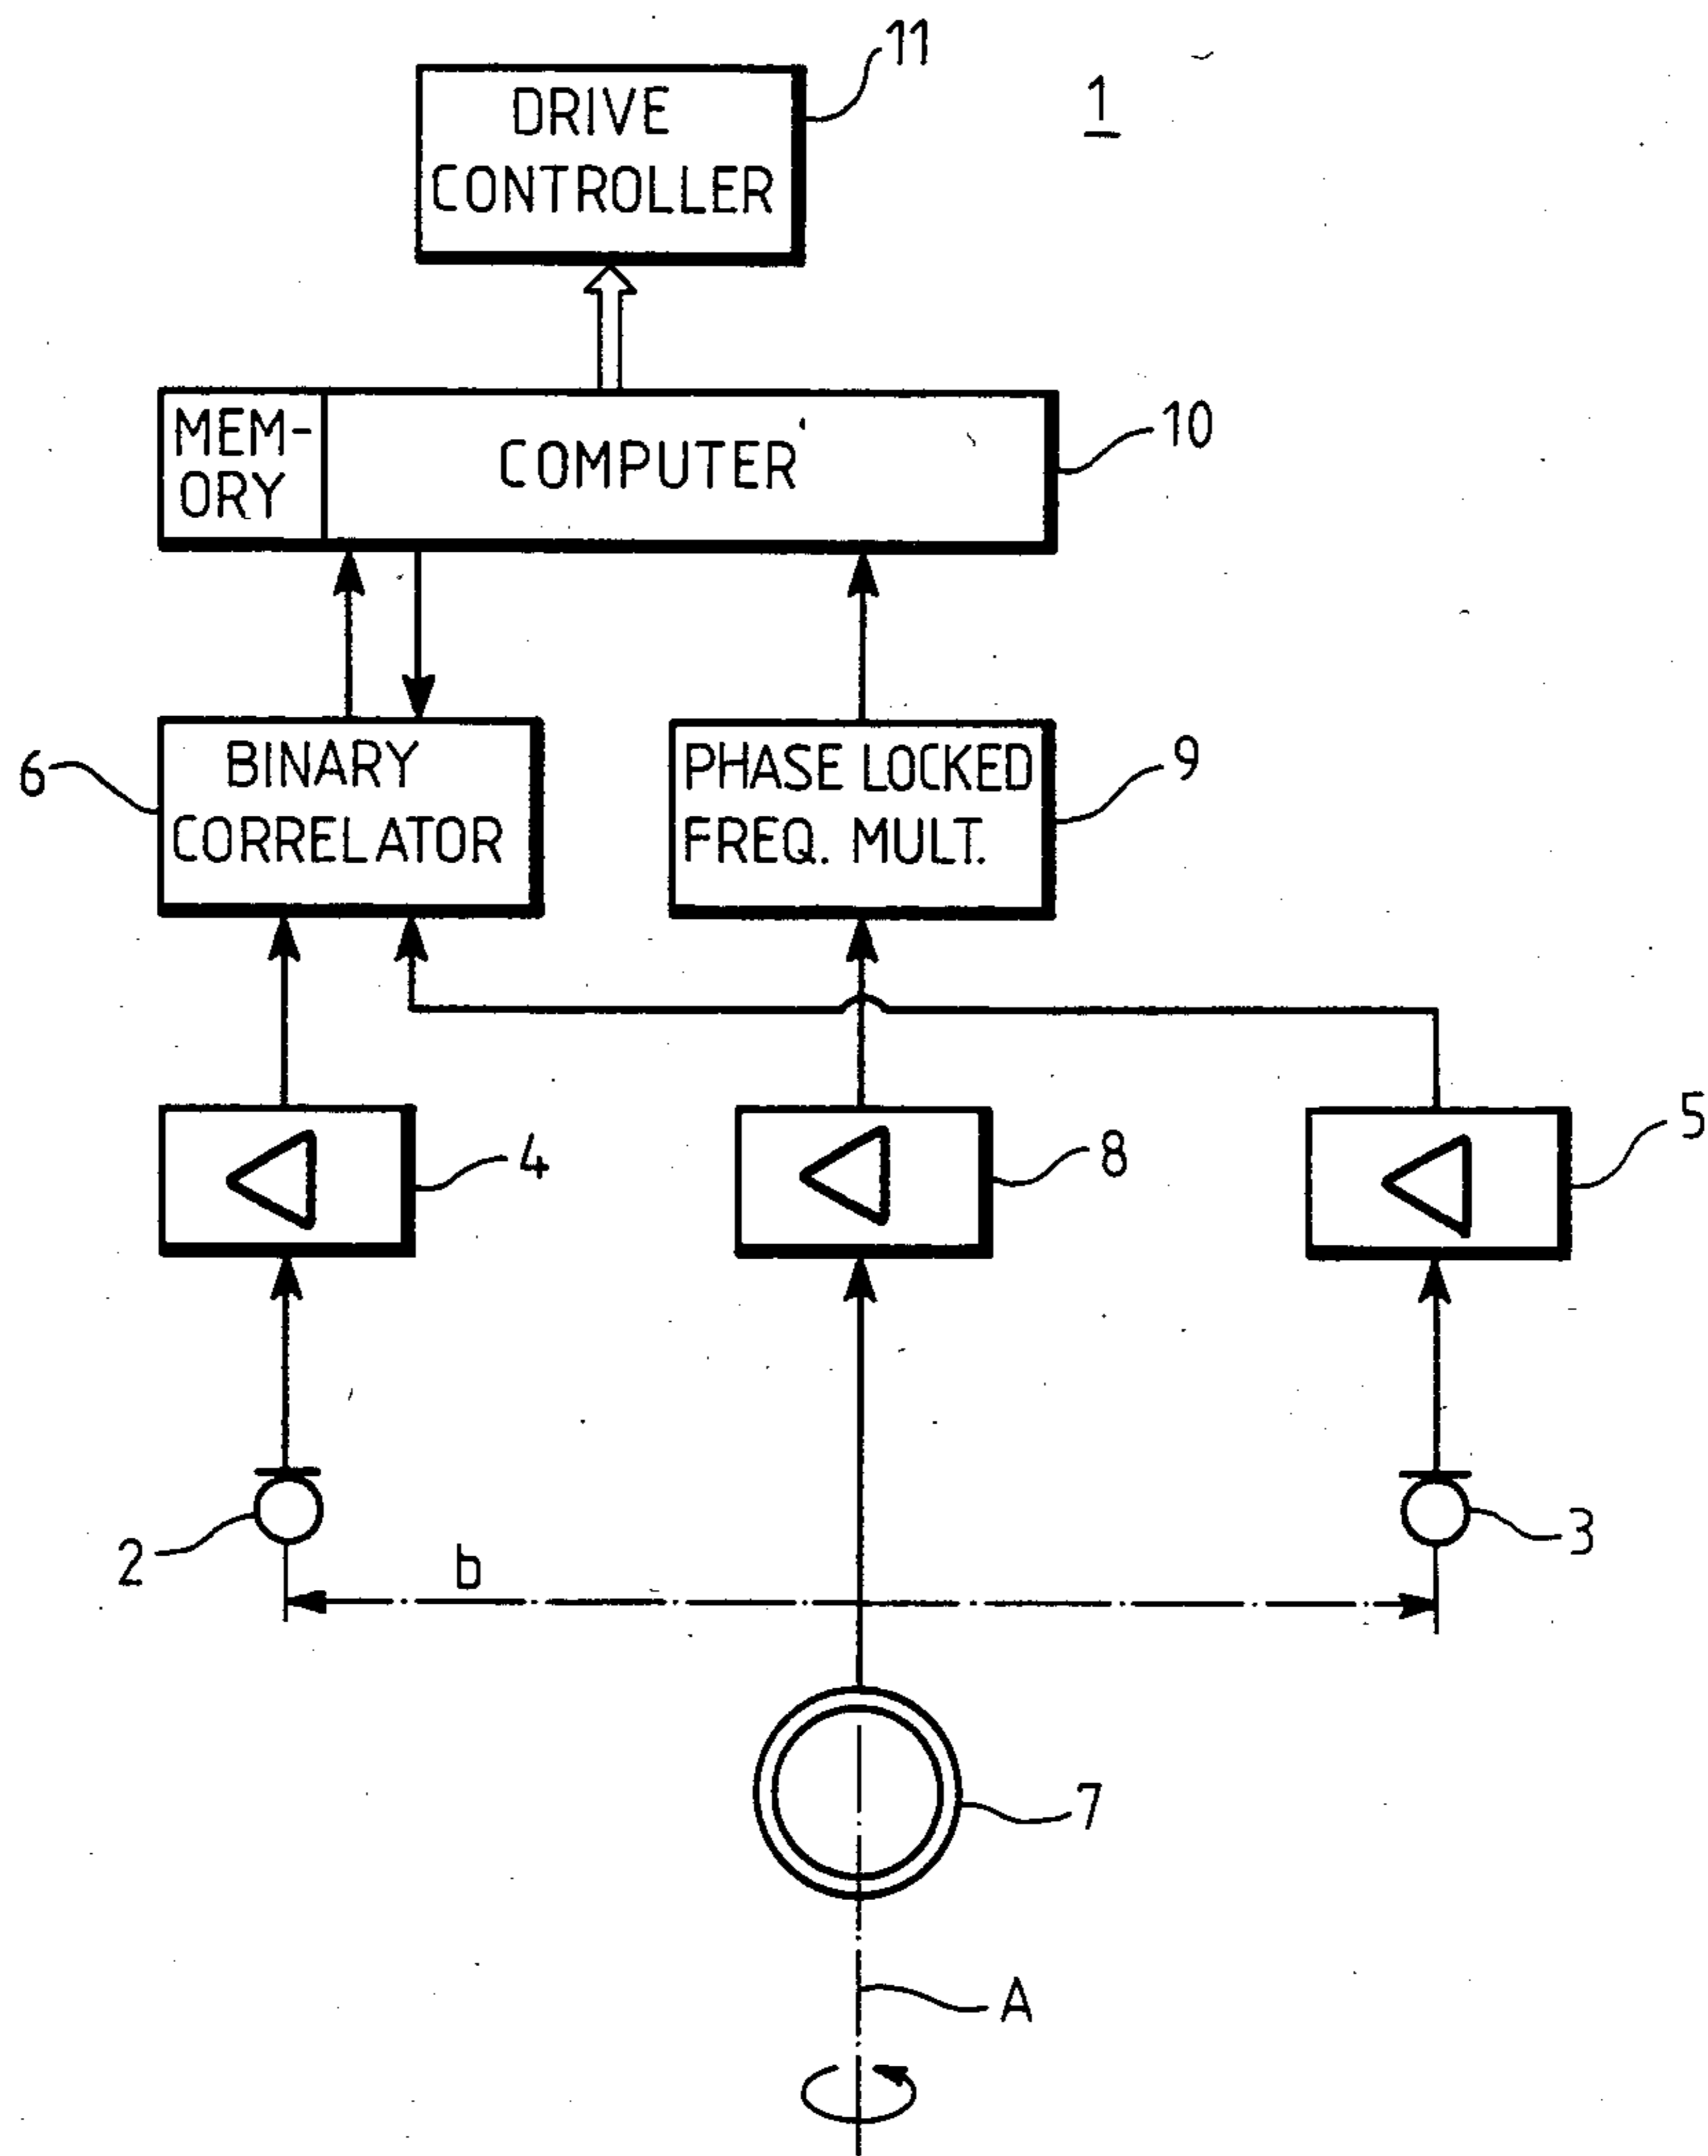 11
1
DRIVE
CONTROLLER
MEM-
ORY
COMPUTER
10
6
BINARY
CORRELATOR
PHASE LOCKED
FREQ. MULT.
9
4
8
5
2
b
3
7
A